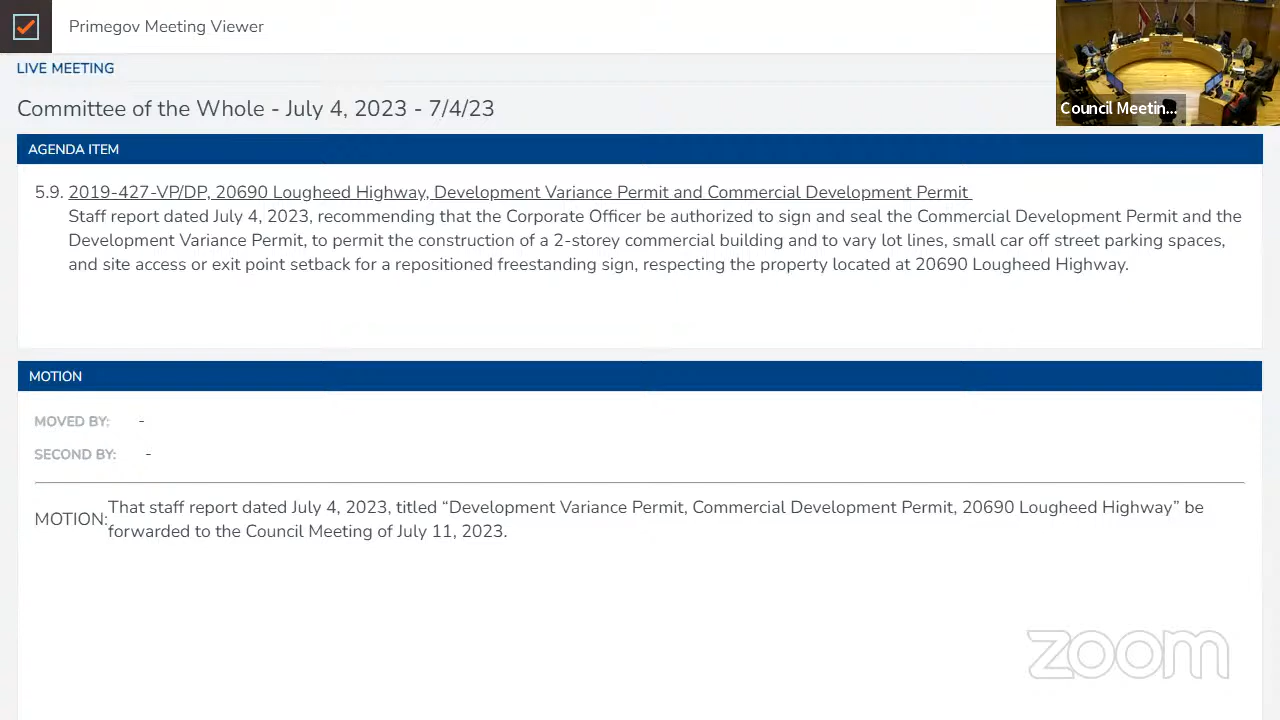 Primegov Meeting Viewer
LIVE MEETING
Committee of the Whole - July 4, 2023 - 7/4/23
Council Meetin...
AGENDA ITEM
5.9. 2019-427-VP/DP, 20690 Lougheed Highway, Development Variance Permit and Commercial Development Permit
Staff report dated July 4, 2023, recommending that the Corporate Officer be authorized to sign and seal the Commercial Development Permit and the
Development Variance Permit, to permit the construction of a 2-storey commercial building and to vary lot lines, small car off street parking spaces,
and site access or exit point setback for a repositioned freestanding sign, respecting the property located at 20690 Lougheed Highway.
MOTION
MOVED BY: -
SECOND BY: -
MOTION: That staff report dated July 4, 2023, titled “Development Variance Permit, Commercial Development Permit, 20690 Lougheed Highway” be
forwarded to the Council Meeting of July 11, 2023.
zoom